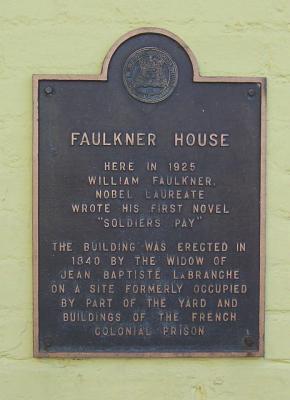 FAULKNER HOUSE
HERE IN 1925
WILLIAM FAULKNER,
NOBEL LAUREATE
WROTE HIS FIRST NOVEL
"SOLDIERS PAY"
THE BUILDING WAS ERECTED IN
1840 BY THE WIDOW OF
JEAN BAPTISTE LABRANCHE
ON A SITE FORMERLY OCCUPIED
BY PART OF THE YARD AND
BUILDINGS OF THE FRENCH
COLONIAL PRISON